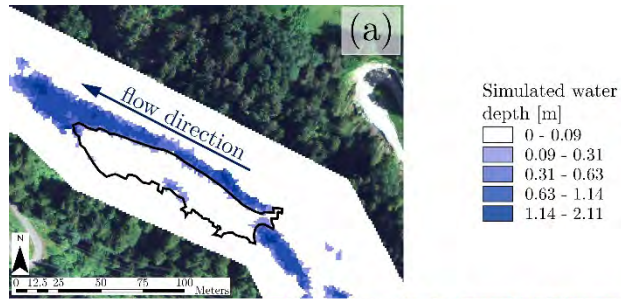 (a)
flow direction
N
0 12.5 25 50 75 100
Meters
Simulated water
depth [m]
0 - 0.09
0.09 - 0.31
0.31 - 0.63
0.63 - 1.14
1.14 - 2.11